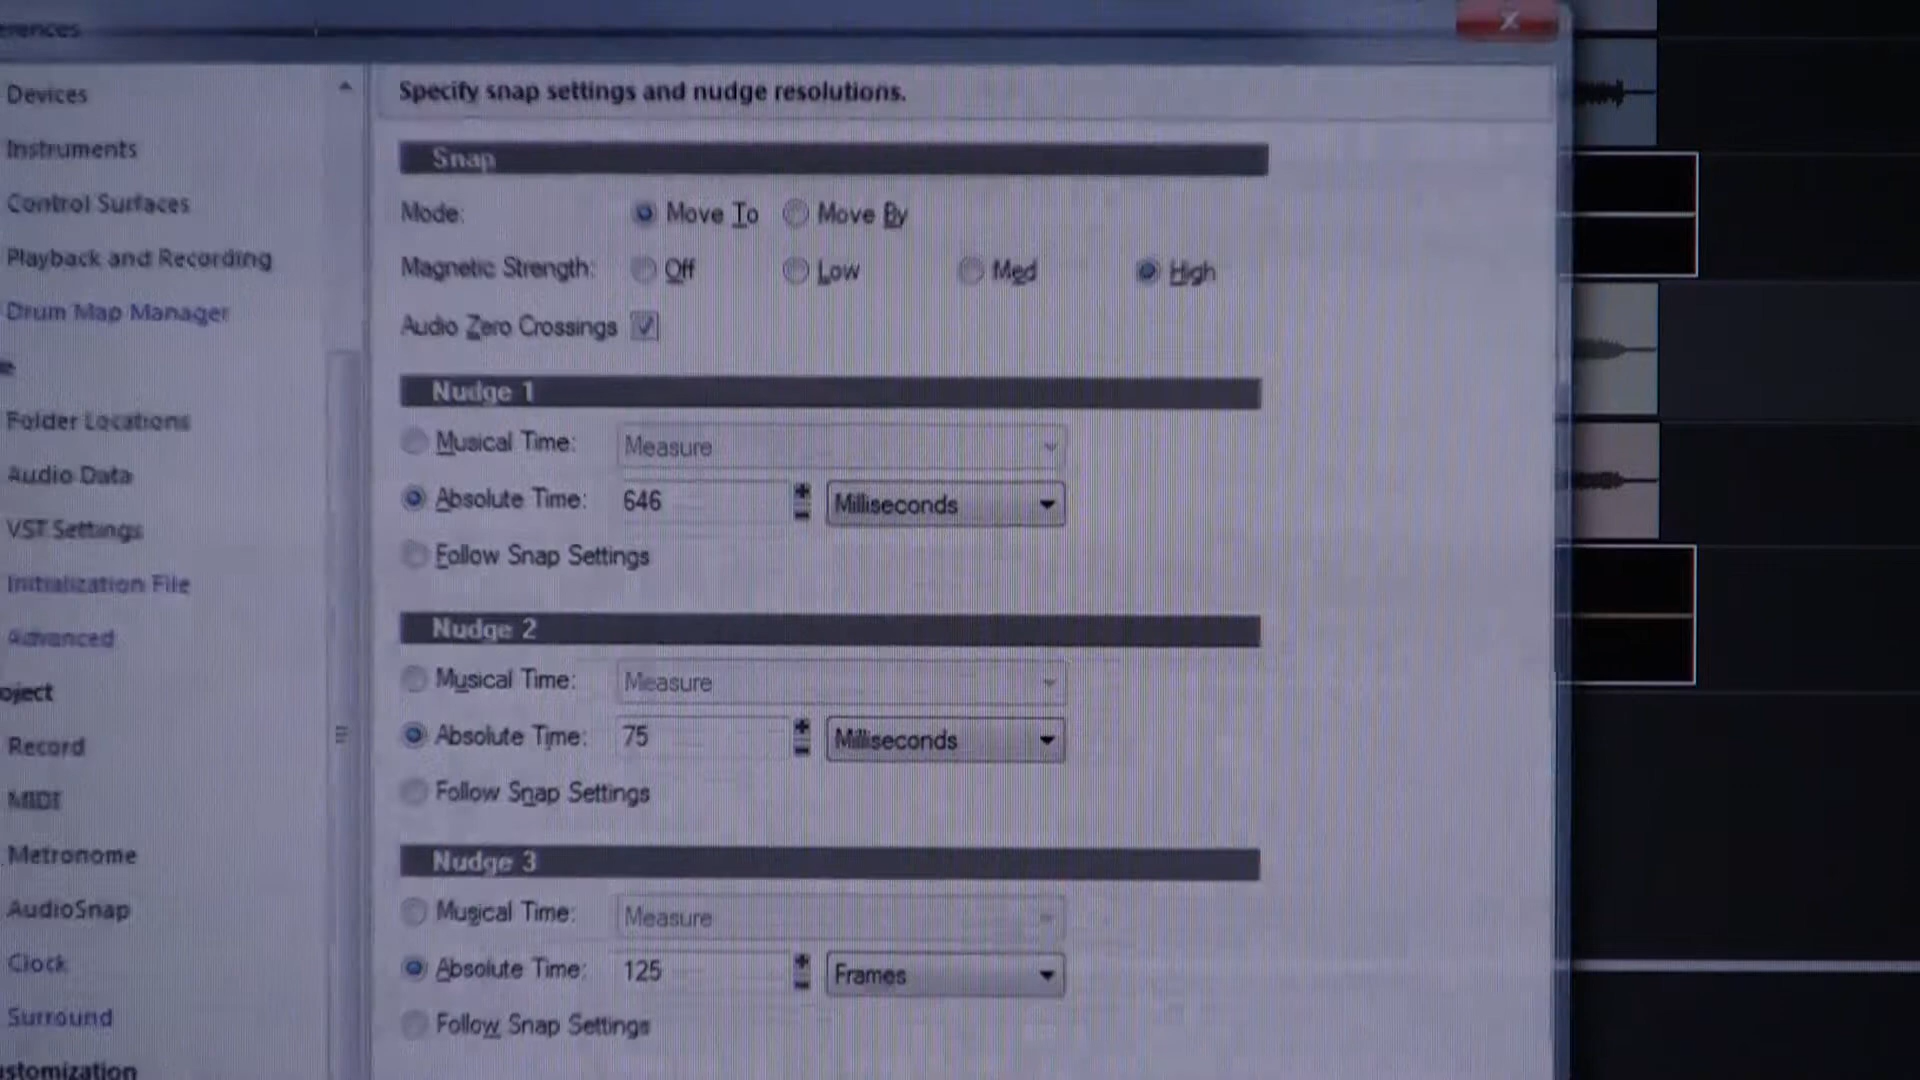 erences
Devices
Instruments
Control Surfaces
Playback and Recording
Drum Map Manager
e
Folder Locations
Audio Data
VST Settings
Initialization File
Advanced
oject
Record
MIDI
Metronome
AudioSnap
Clock
Surround
ustomization
Specify snap settings and nudge resolutions.
Snap
Mode: Move To Move By
Magnetic Strength: Off Low Med High
Audio Zero Crossings
Nudge 1
Musical Time: Measure
Absolute Time: 646 Milliseconds
Follow Snap Settings
Nudge 2
Musical Time: Measure
Absolute Time: 75 Milliseconds
Follow Snap Settings
Nudge 3
Musical Time: Measure
Absolute Time: 125 Frames
Follow Snap Settings